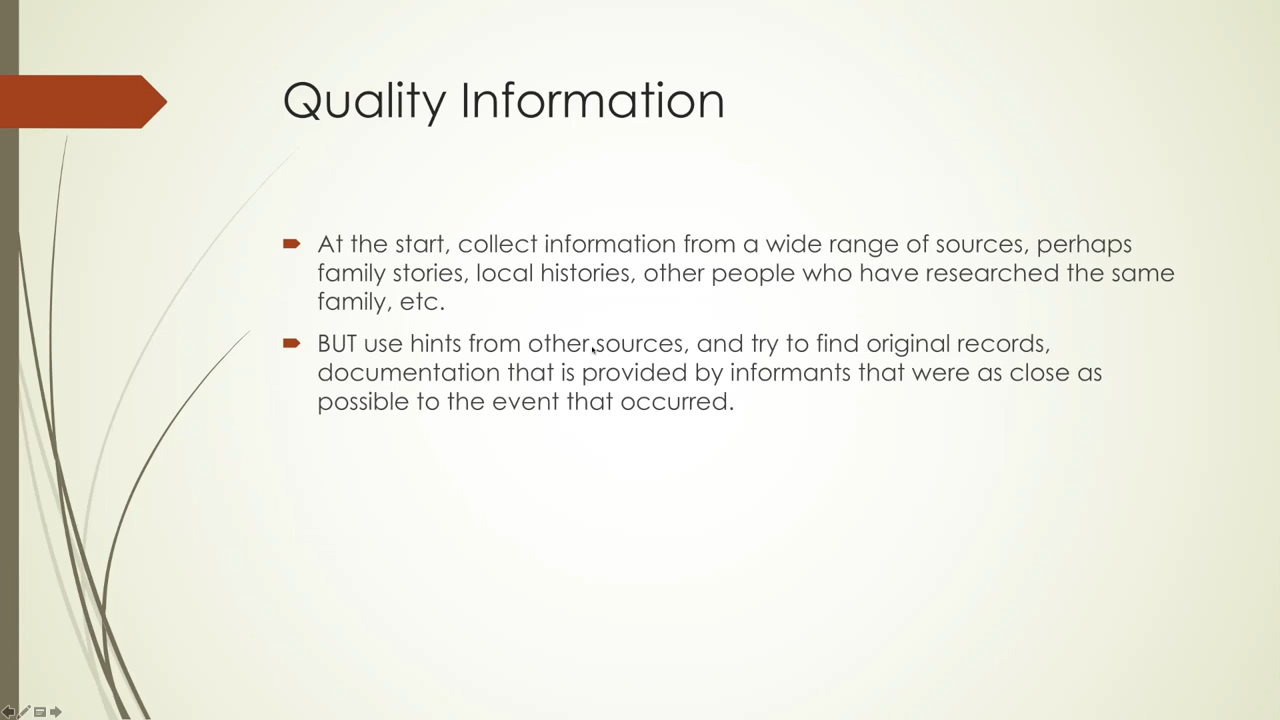 Quality Information
At the start, collect information from a wide range of sources, perhaps
family stories, local histories, other people who have researched the same
family, etc.
BUT use hints from other sources, and try to find original records,
documentation that is provided by informants that were as close as
possible to the event that occurred.